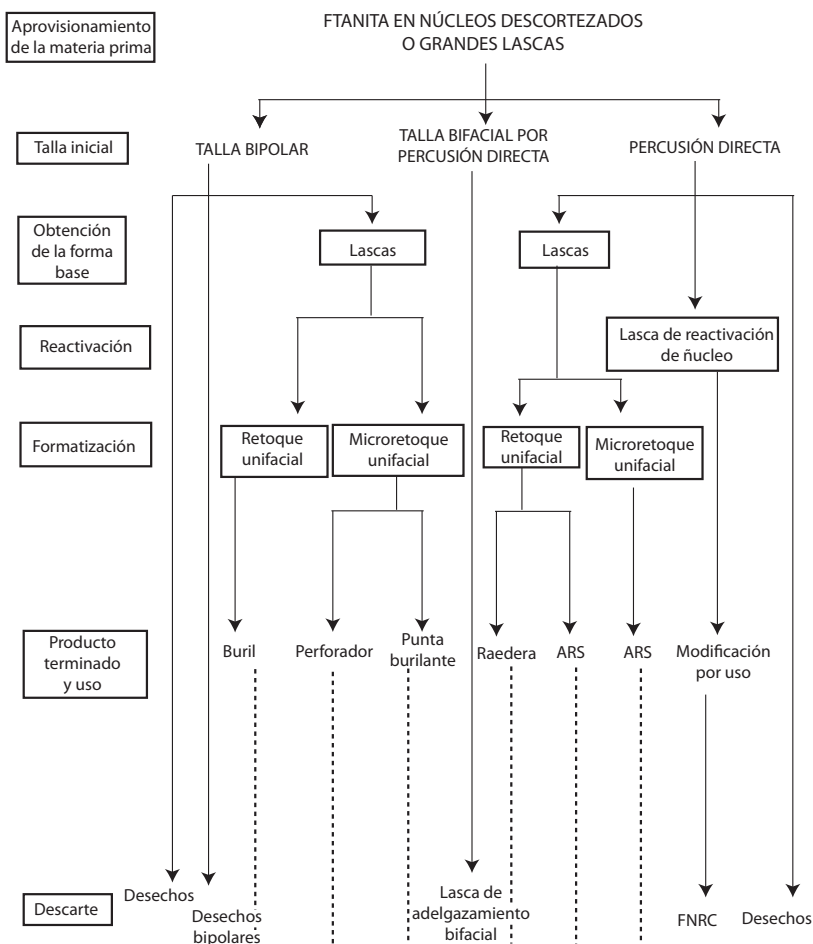 Aprovisionamiento
de la materia prima
FTANITA EN NÚCLEOS DESCORTEZADOS
O GRANDES LASCAS
Talla inicial
TALLA BIPOLAR
TALLA BIFACIAL POR
PERCUSIÓN DIRECTA
PERCUSIÓN DIRECTA
Obtención
de la forma
base
Lascas
Lascas
Reactivación
Lasca de reactivación
de ñucleo
Formatización
Retoque
unifacial
Microretoque
unifacial
Retoque
unifacial
Microretoque
unifacial
Producto
terminado
y uso
Buril
Perforador
Punta
burilante
Raedera
ARS
ARS
Modificación
por uso
Descarte
Desechos
Desechos
bipolares
Lasca de
adelgazamiento
bifacial
FNRC
Desechos